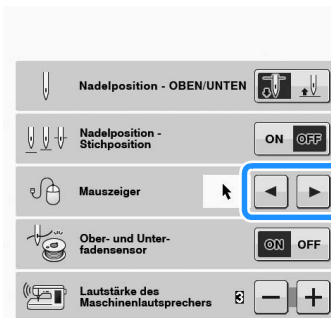 Nadelposition - OBEN/UNTEN
Nadelposition -
Stichposition
ON OFF
Mauszeiger
Ober- und Unter-
fadensensor
ON OFF
Lautstärke des
Maschinenlautsprechers
3 − +